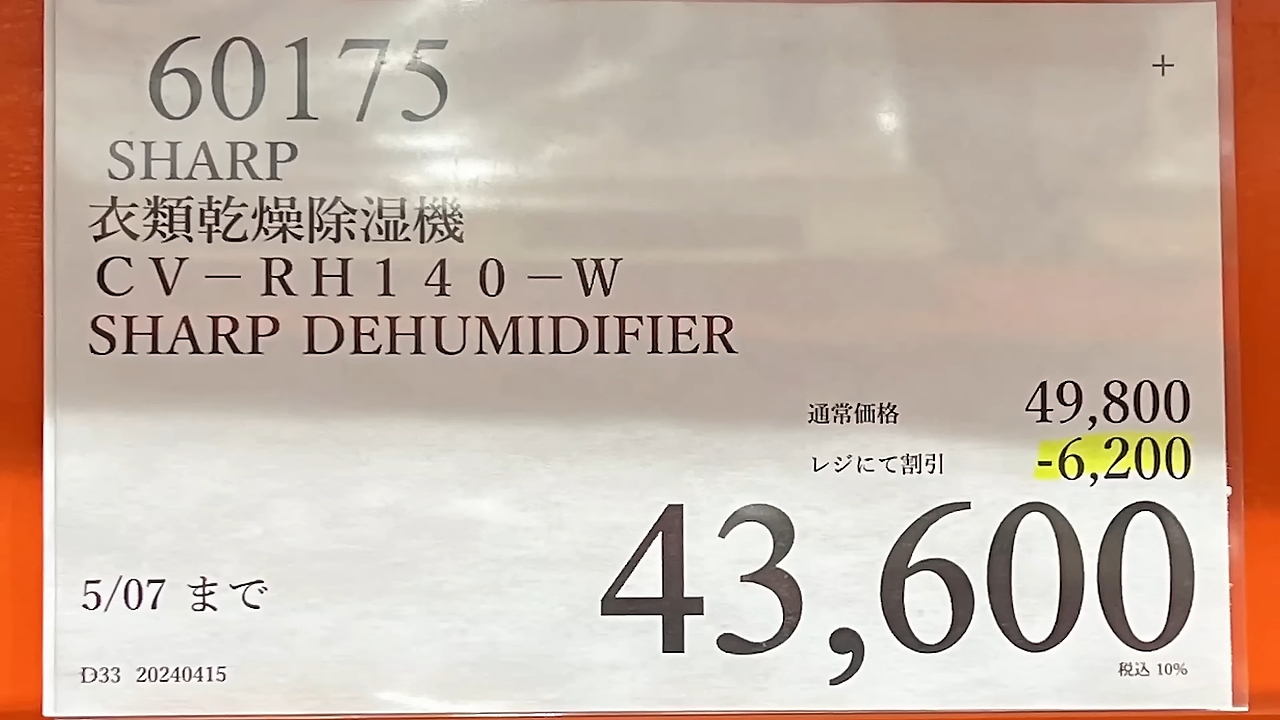 60175
+
SHARP
衣類乾燥除湿機
ＣＶ－ＲＨ１４０－Ｗ
SHARP DEHUMIDIFIER
通常価格 49,800
レジにて割引 -6,200
43,600
5/07 まで
税込 10%
D33 20240415